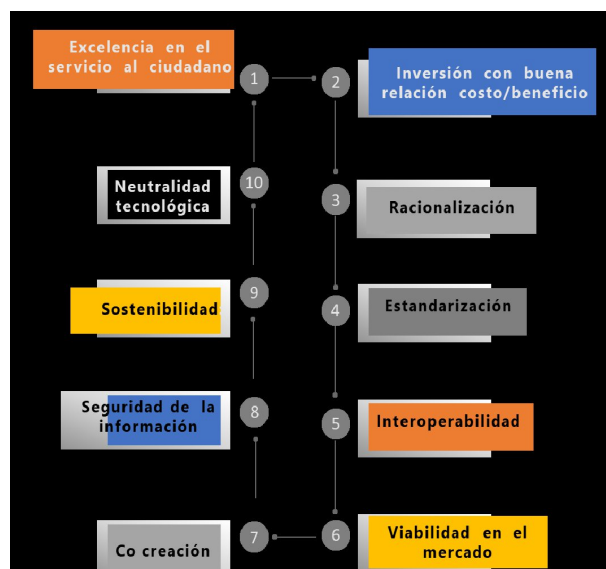 Excelencia en el
servicio al ciudadano
1
2
Inversión con buena
relación costo/beneficio
3
Racionalización
4
Estandarización
5
Interoperabilidad
6
Viabilidad en el
mercado
7
Co creación
8
Seguridad de la
información
9
Sostenibilidad
10
Neutralidad
tecnológica